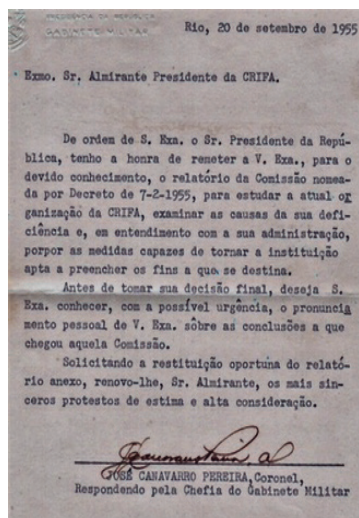 PRESIDÊNCIA DA REPÚBLICA
GABINETE MILITAR
Rio, 20 de setembro de 1955
Exmo. Sr. Almirante Presidente da CRIFA.
De ordem de S. Exa. o Sr. Presidente da Repú-
blica, tenho a honra de remeter a V. Exa., para o
devido conhecimento, o relatório da Comissão nomea-
da por Decreto de 7-2-1955, para estudar a atual or
ganização da CRIFA, examinar as causas da sua defi-
ciência e, em entendimento com a sua administração,
porpor as medidas capazes de tornar a instituição
apta a preencher os fins a que se destina.
Antes de tomar sua decisão final, deseja S.
Exa. conhecer, com a possível urgência, o pronuncia
mento pessoal de V. Exa. sôbre as conclusões a que
chegou aquela Comissão.
Solicitando a restituição oportuna do relató-
rio anexo, renovo-lhe, Sr. Almirante, os mais sin-
ceros protestos de estima e alta consideração.
JOSÉ CANAVARRO PEREIRA, Coronel,
Respondendo pela Chefia do Gabinete Militar